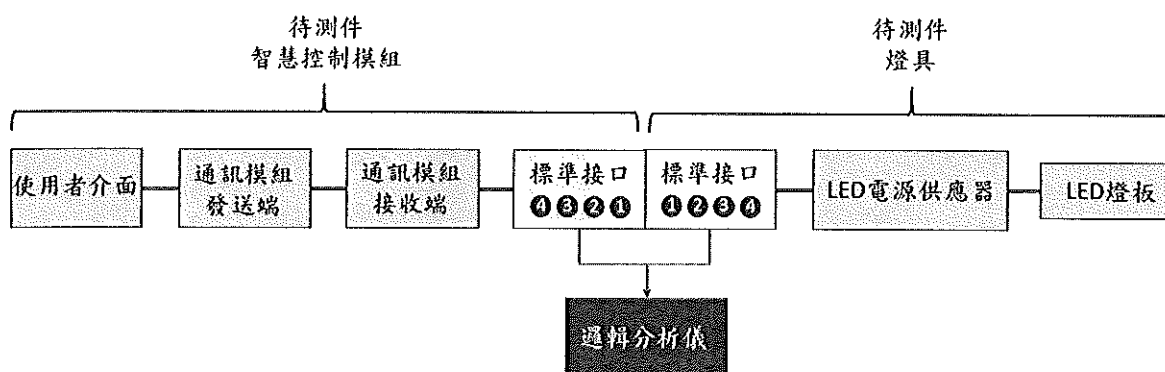 待測件
智慧控制模組
待測件
燈具
使用者介面
通訊模組
發送端
通訊模組
接收端
標準接口
❹❸❷❶
標準接口
❶❷❸❹
LED電源供應器
LED燈板
邏輯分析儀